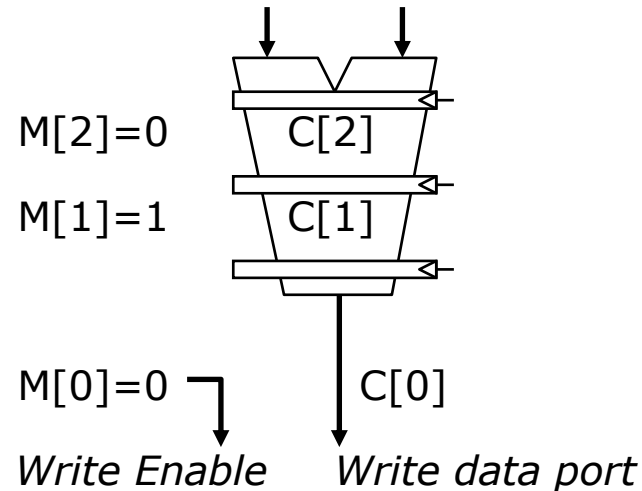 M[2]=0 C[2]
M[1]=1 C[1]
M[0]=0 C[0]
Write Enable Write data port